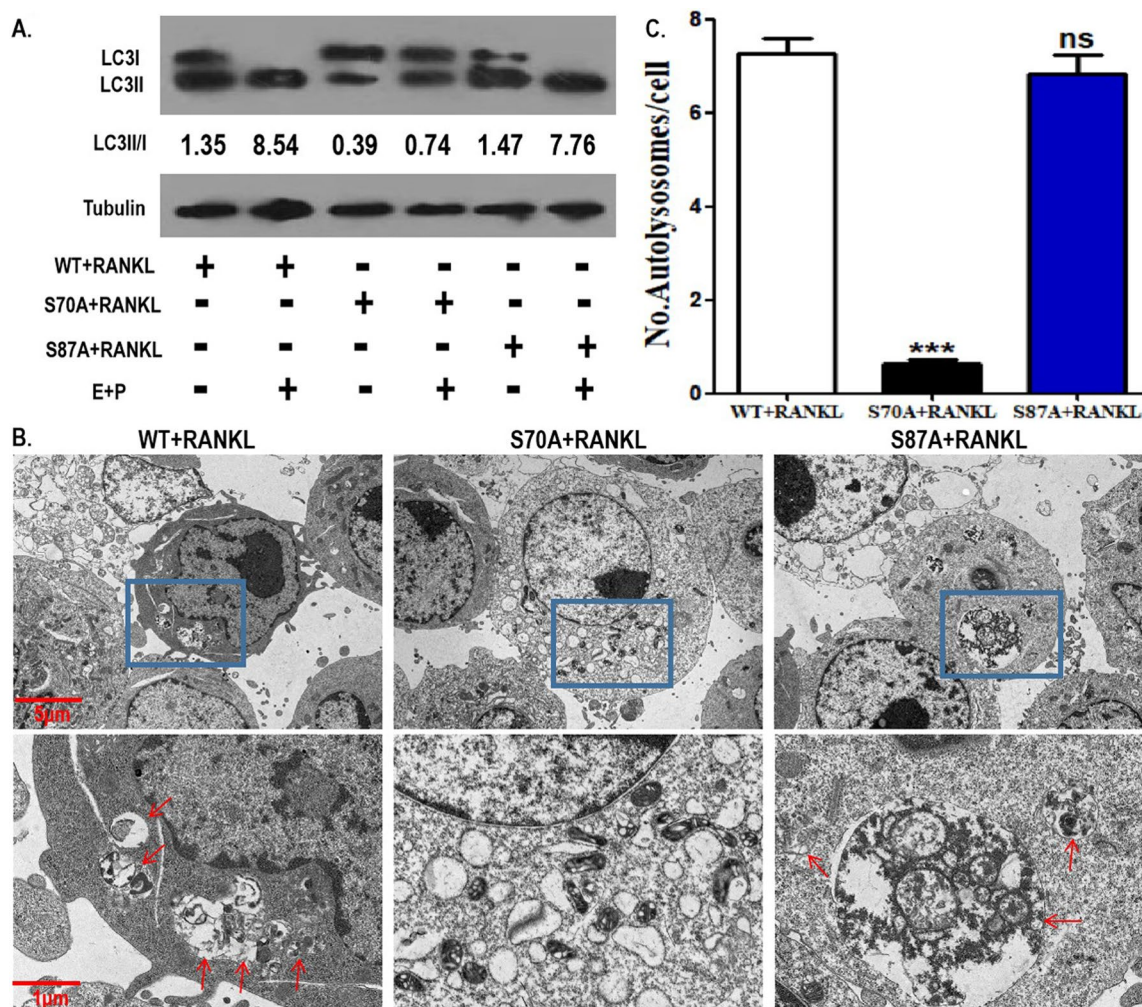 A.
LC3I
LC3II
LC3II/I 1.35 8.54 0.39 0.74 1.47 7.76
Tubulin
WT+RANKL + + - - - -
S70A+RANKL - - + + - -
S87A+RANKL - - - - + +
E+P - + - + - +
C.
No.Autolysosomes/cell
8
6
4
2
0
***
ns
WT+RANKL S70A+RANKL S87A+RANKL
B.
WT+RANKL S70A+RANKL S87A+RANKL
5μm
1μm